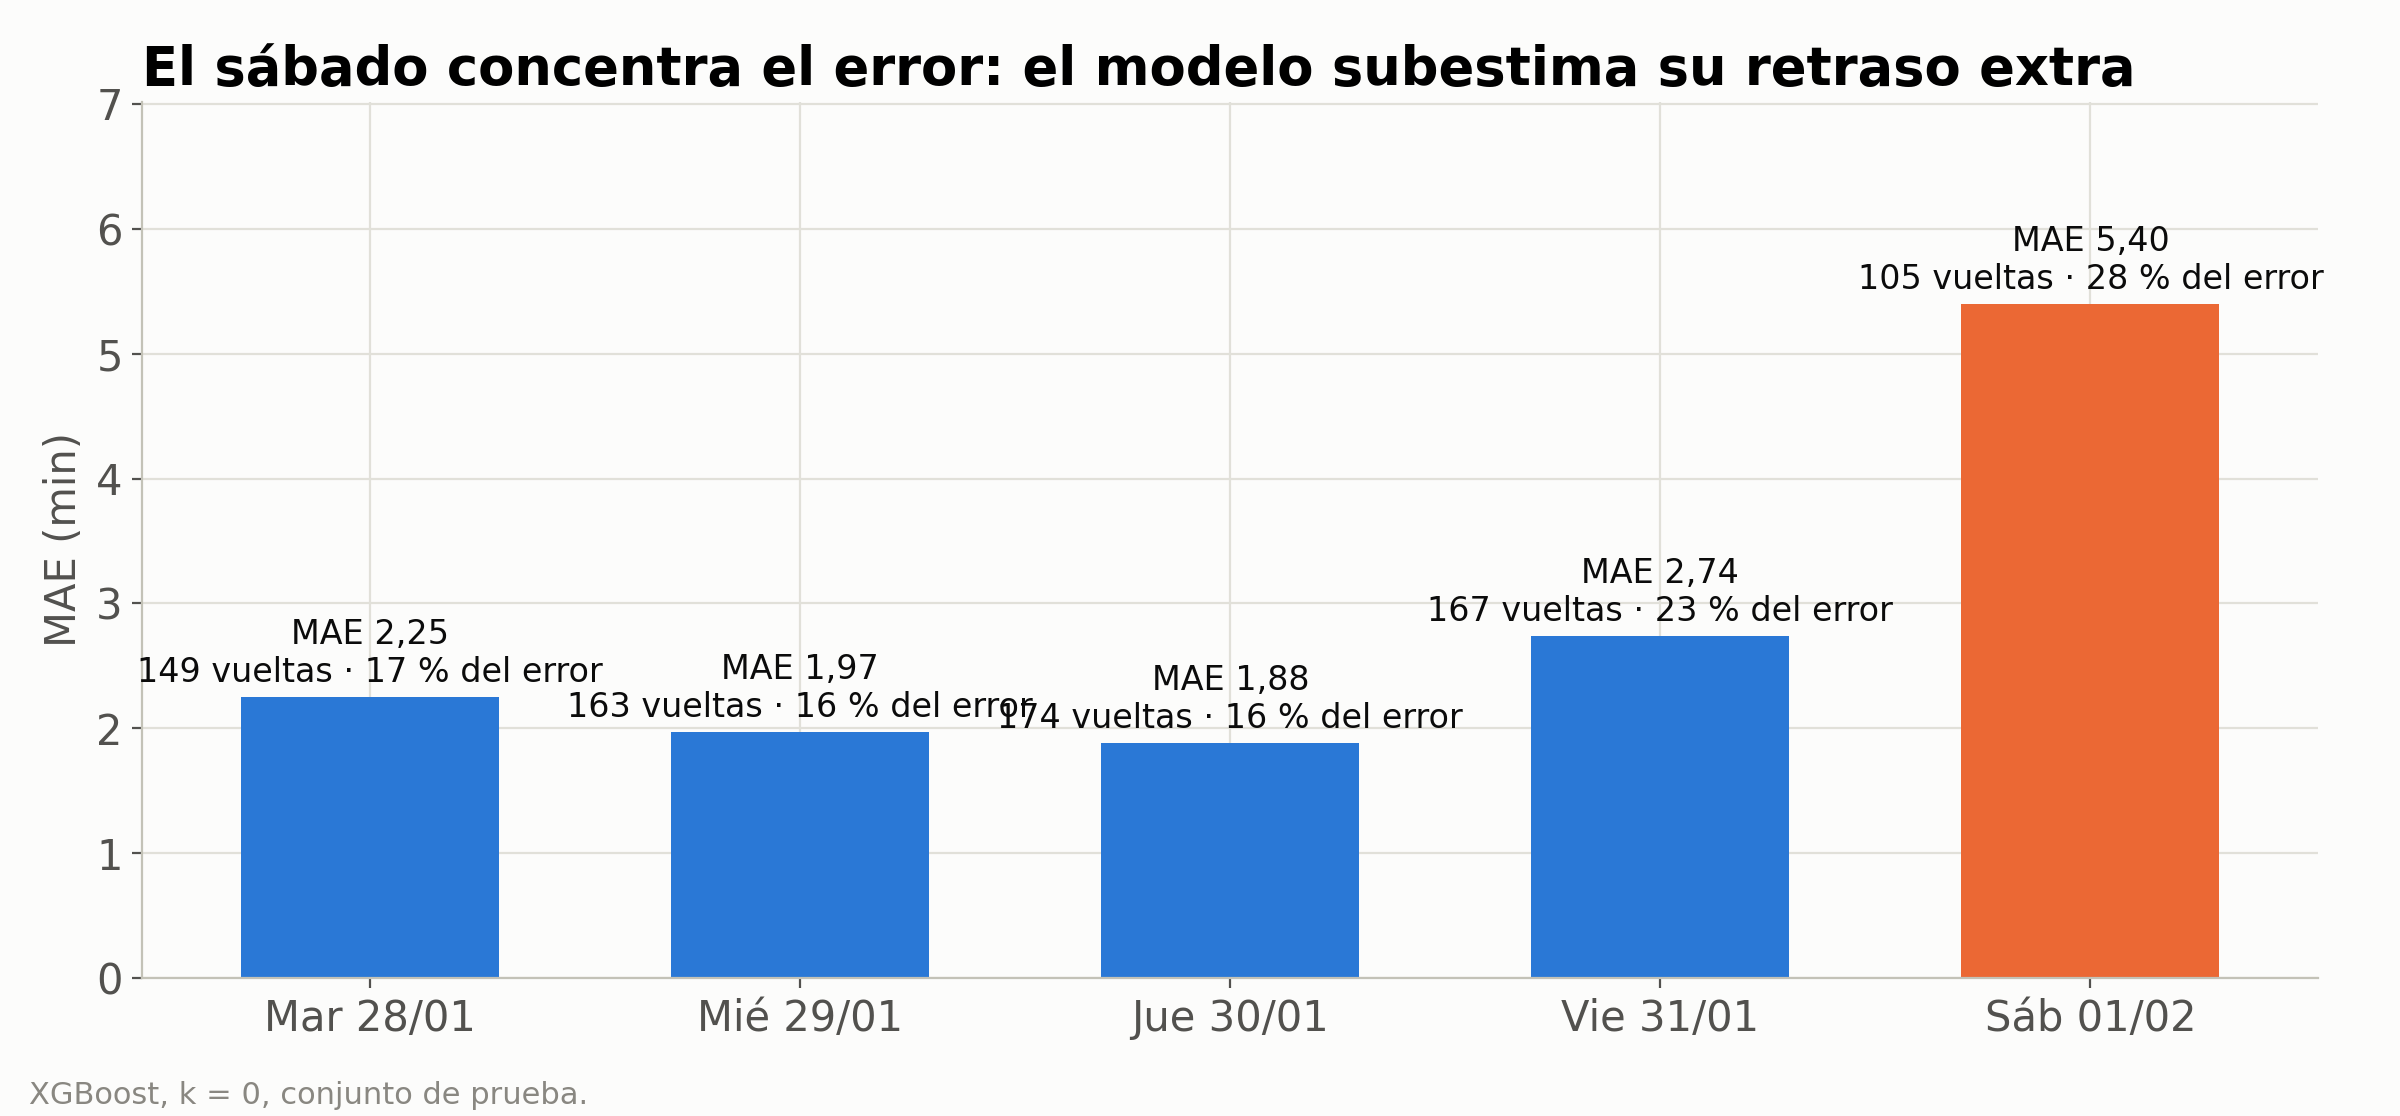 El sábado concentra el error: el modelo subestima su retraso extra
7
6
5
4
3
2
1
0
MAE (min)
MAE 2,25
149 vueltas · 17 % del error
MAE 1,97
163 vueltas · 16 % del error
MAE 1,88
174 vueltas · 16 % del error
MAE 2,74
167 vueltas · 23 % del error
MAE 5,40
105 vueltas · 28 % del error
Mar 28/01
Mié 29/01
Jue 30/01
Vie 31/01
Sáb 01/02
XGBoost, k = 0, conjunto de prueba.